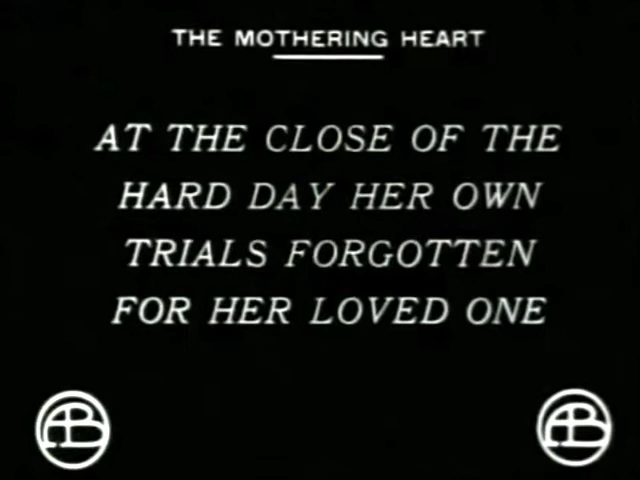 THE MOTHERING HEART
AT THE CLOSE OF THE
HARD DAY HER OWN
TRIALS FORGOTTEN
FOR HER LOVED ONE
AB AB